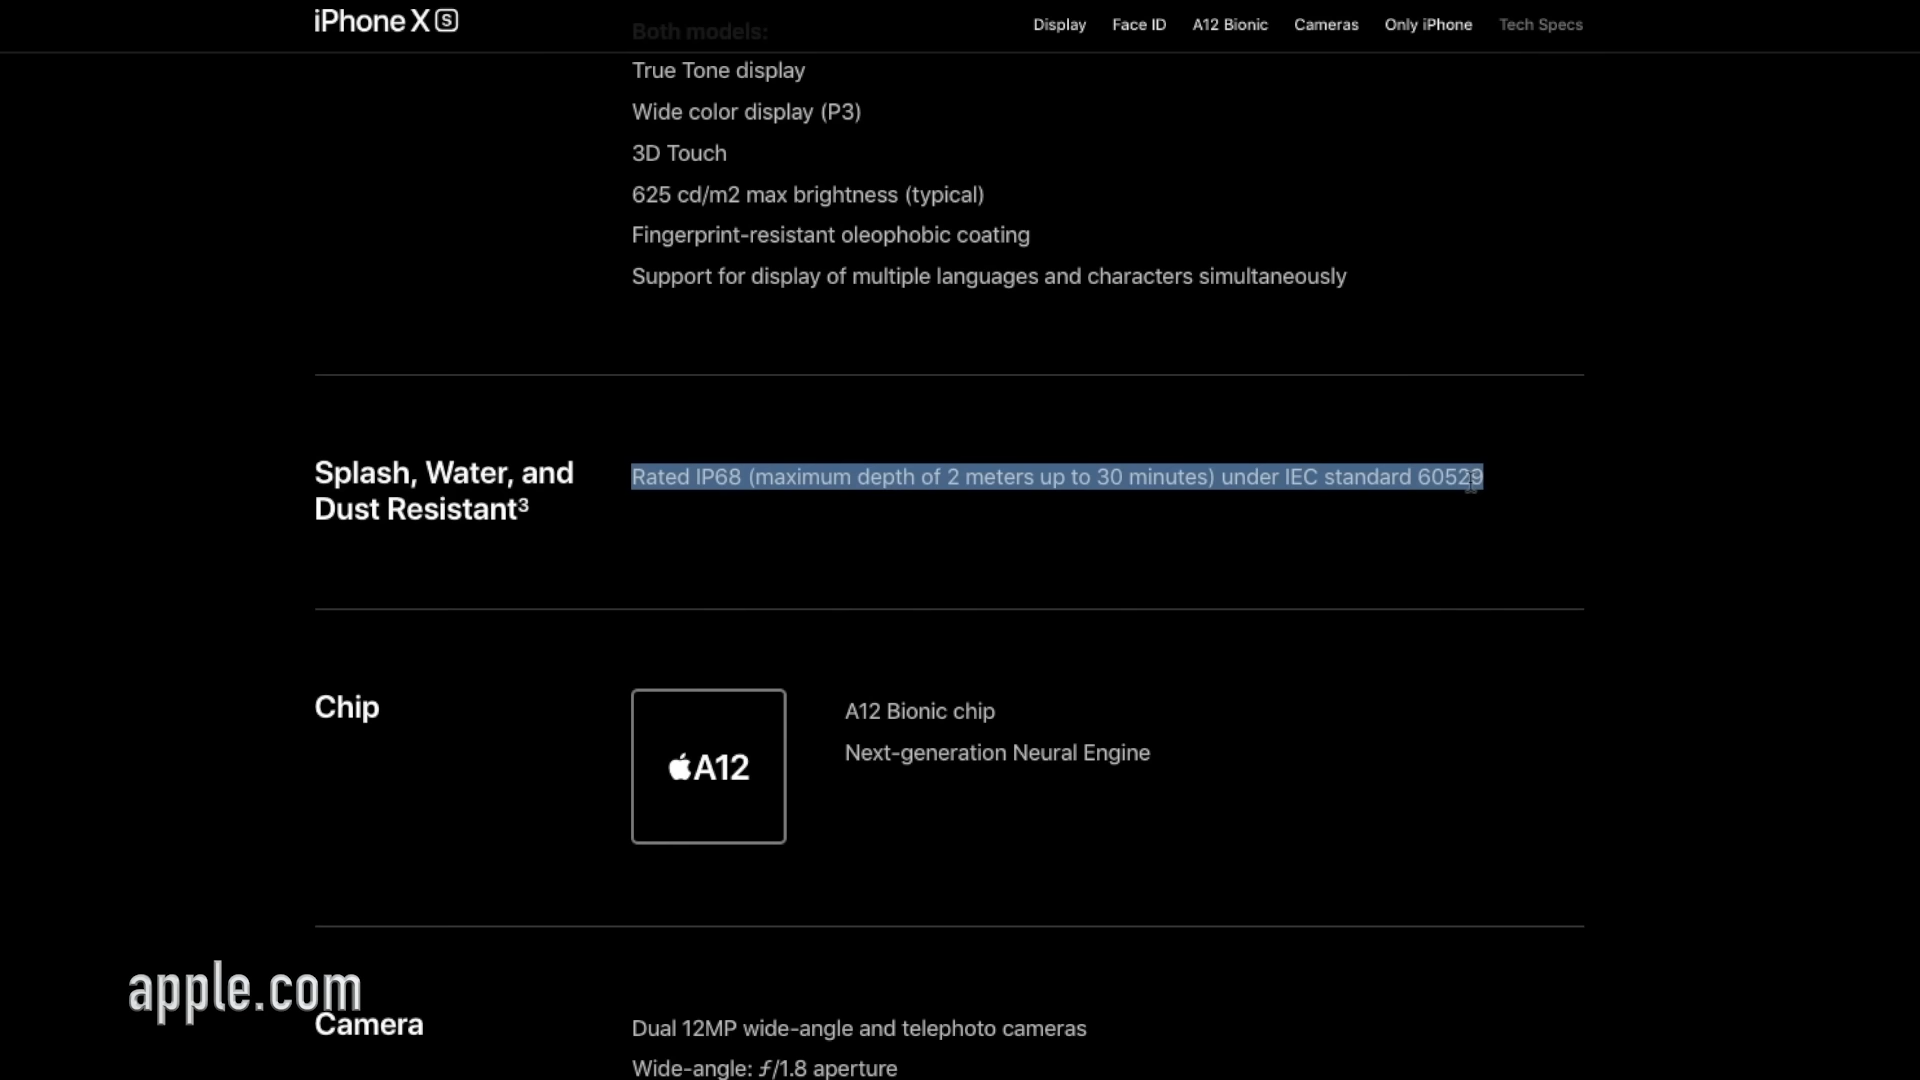 iPhone XS
Display Face ID A12 Bionic Cameras Only iPhone Tech Specs
Both models:
True Tone display
Wide color display (P3)
3D Touch
625 cd/m2 max brightness (typical)
Fingerprint-resistant oleophobic coating
Support for display of multiple languages and characters simultaneously
Splash, Water, and
Dust Resistant³
Rated IP68 (maximum depth of 2 meters up to 30 minutes) under IEC standard 60529
Chip
A12
A12 Bionic chip
Next-generation Neural Engine
apple.com
Camera
Dual 12MP wide-angle and telephoto cameras
Wide-angle: ƒ/1.8 aperture